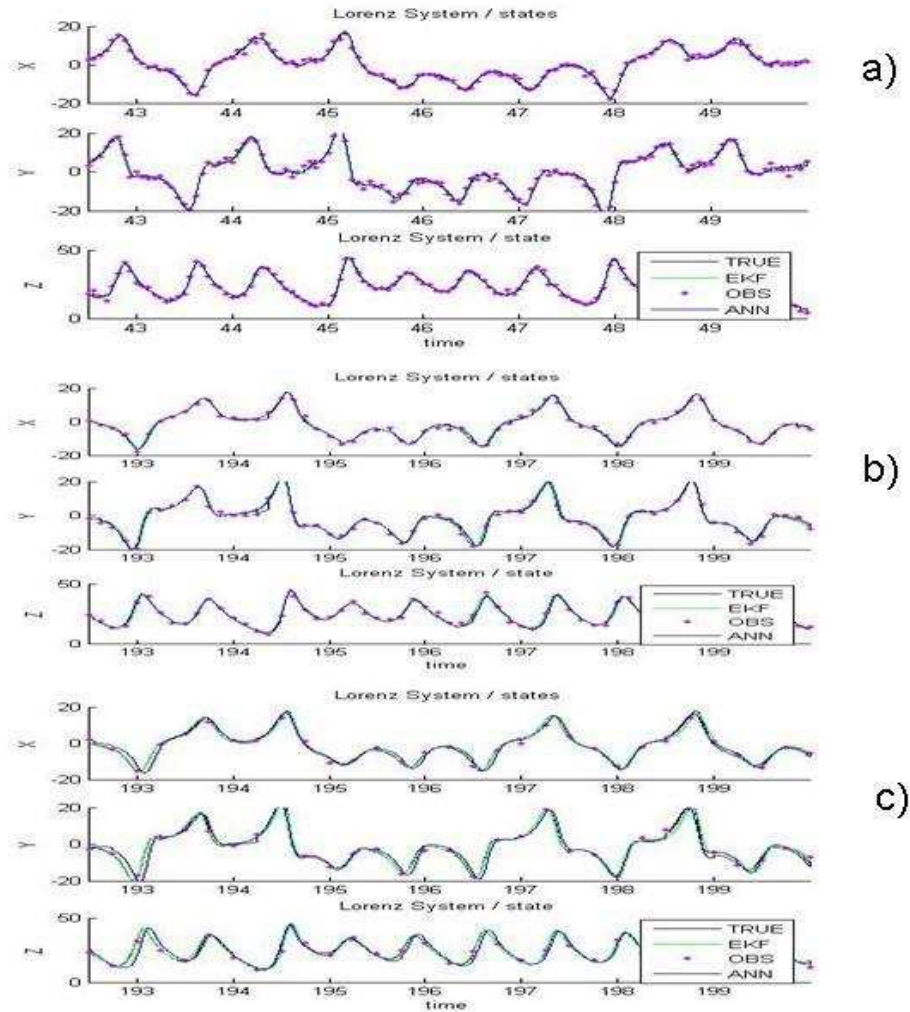 Lorenz System / states
20
0
-20
X
43 44 45 46 47 48 49
a)
20
0
-20
Y
43 44 45 46 47 48 49
Lorenz System / state
50
0
Z
TRUE
EKF
OBS
ANN
43 44 45 46 47 48 49
time
Lorenz System / states
20
0
-20
X
193 194 195 196 197 198 199
b)
20
0
-20
Y
193 194 195 196 197 198 199
Lorenz System / state
50
0
Z
TRUE
EKF
OBS
ANN
193 194 195 196 197 198 199
time
Lorenz System / states
20
0
-20
X
193 194 195 196 197 198 199
c)
20
0
-20
Y
193 194 195 196 197 198 199
Lorenz System / state
50
0
Z
TRUE
EKF
OBS
ANN
193 194 195 196 197 198 199
time